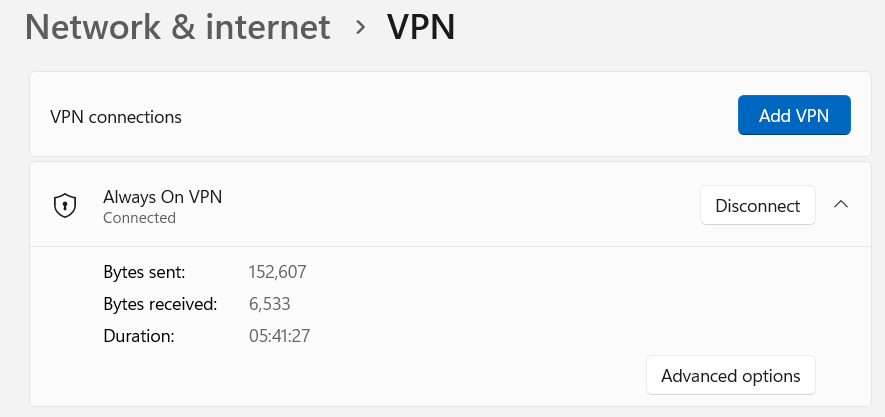 Network & internet > VPN
VPN connections
Add VPN
Always On VPN
Connected
Disconnect
Bytes sent: 152,607
Bytes received: 6,533
Duration: 05:41:27
Advanced options